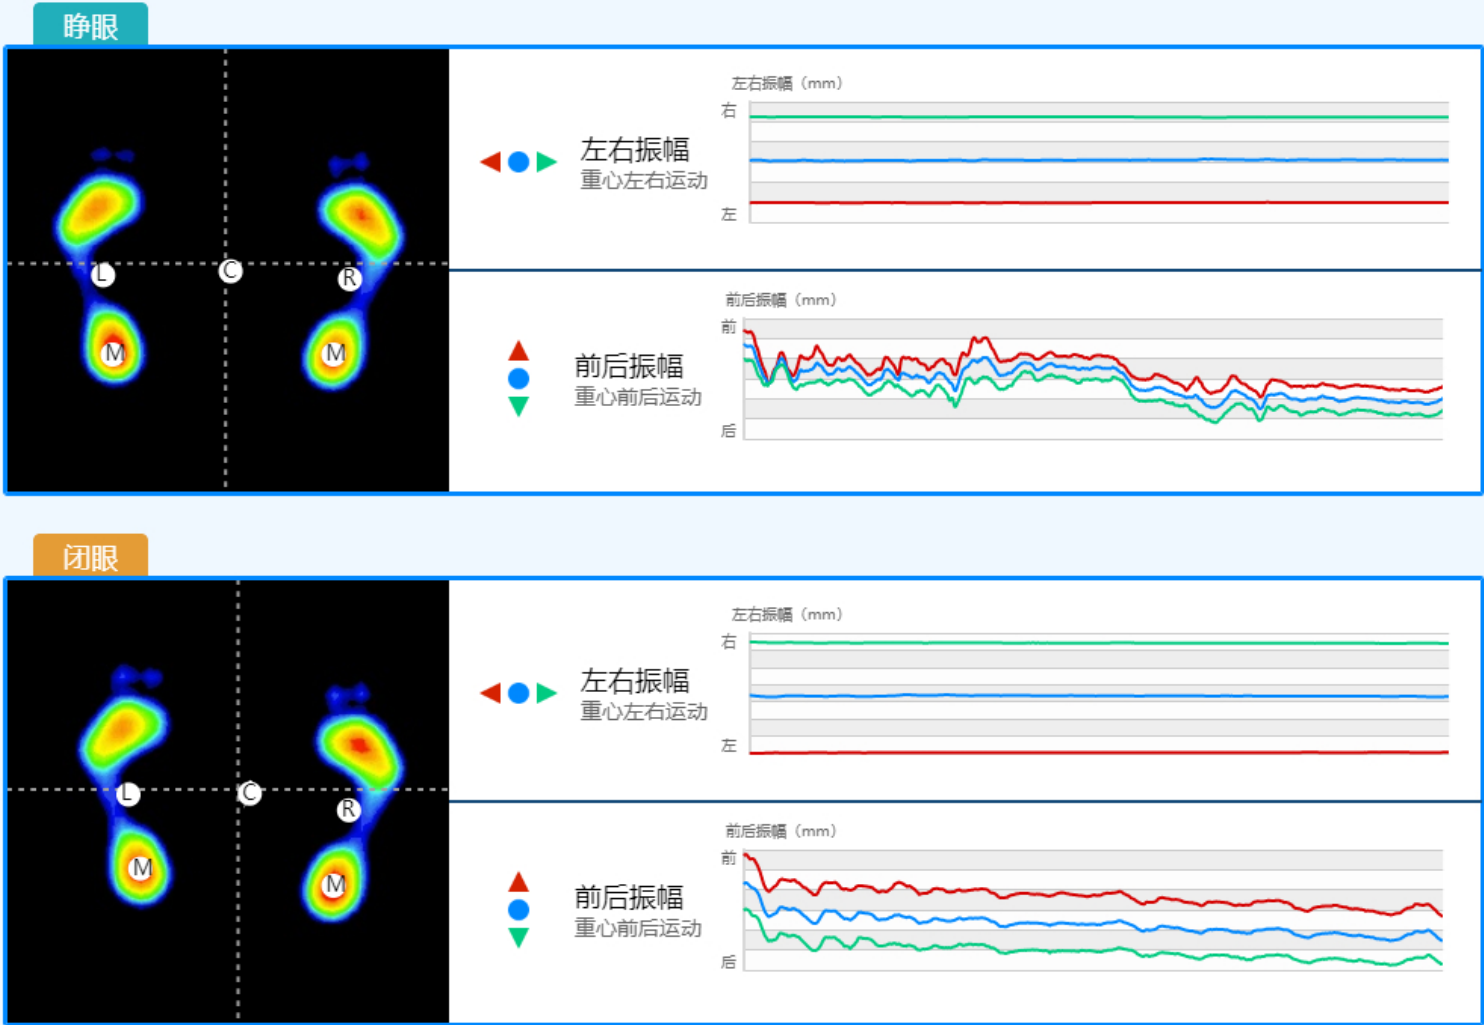 睁眼
左右振幅（mm）
右
左右振幅
重心左右运动
左
L
C
R
M
M
前后振幅（mm）
前
前后振幅
重心前后运动
后
闭眼
左右振幅（mm）
右
左右振幅
重心左右运动
左
L
C
R
M
M
前后振幅（mm）
前
前后振幅
重心前后运动
后